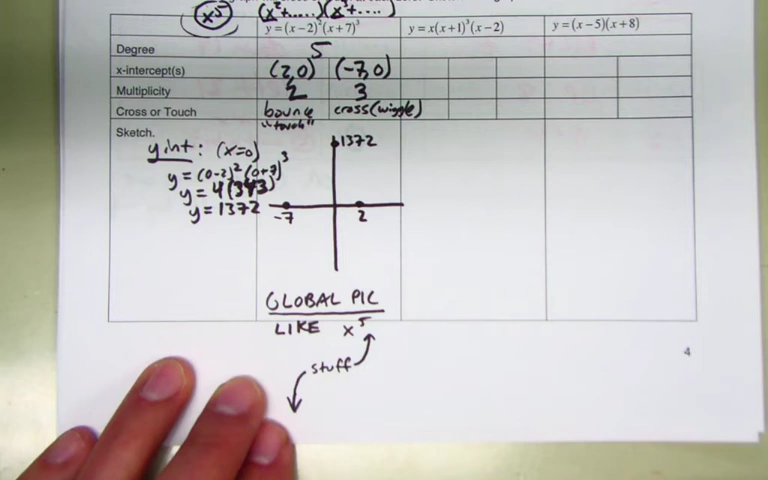 x⁵ (x²+.....)(x³+....)
y = (x−2)²(x+7)³ y = x(x+1)³(x−2) y = (x−5)(x+8)
Degree 5
x-intercept(s) (2,0) (-7,0)
Multiplicity 2 3
Cross or Touch bounce cross(wiggle)
"touch"
Sketch.
y int: (x=0)
y = (0-2)²(0+7)³
y = 4(343)
y = 1372
1372
-7 2
GLOBAL PIC
LIKE x⁵
stuff
4